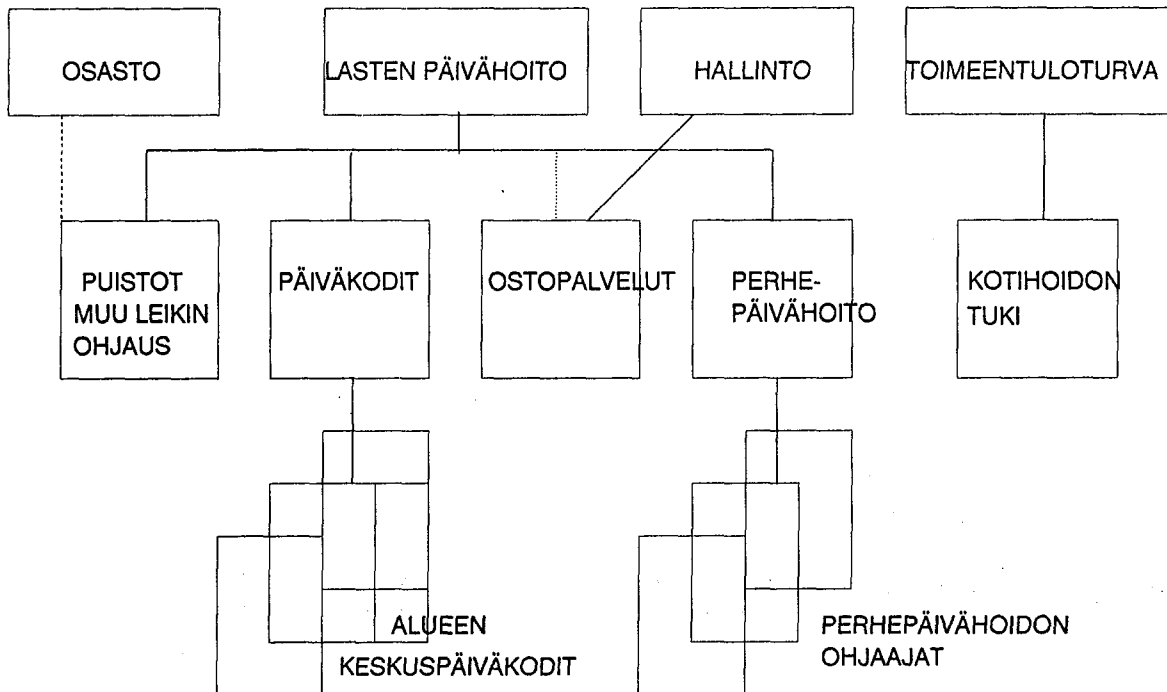 OSASTO
LASTEN PÄIVÄHOITO
HALLINTO
TOIMEENTULOTURVA
PUISTOT
MUU LEIKIN
OHJAUS
PÄIVÄKODIT
OSTOPALVELUT
PERHE-
PÄIVÄHOITO
KOTIHOIDON
TUKI
ALUEEN
KESKUSPÄIVÄKODIT
PERHEPÄIVÄHOIDON
OHJAAJAT